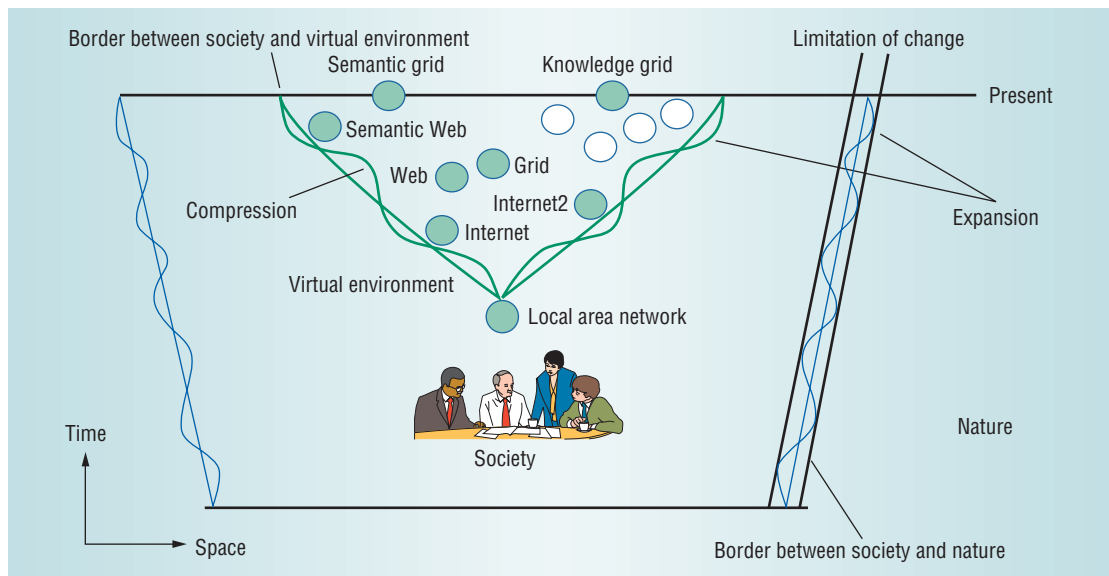 Border between society and virtual environment
Limitation of change
Semantic grid
Knowledge grid
Present
Semantic Web
Grid
Web
Internet2
Compression
Expansion
Internet
Virtual environment
Local area network
Time
Nature
Society
Space
Border between society and nature